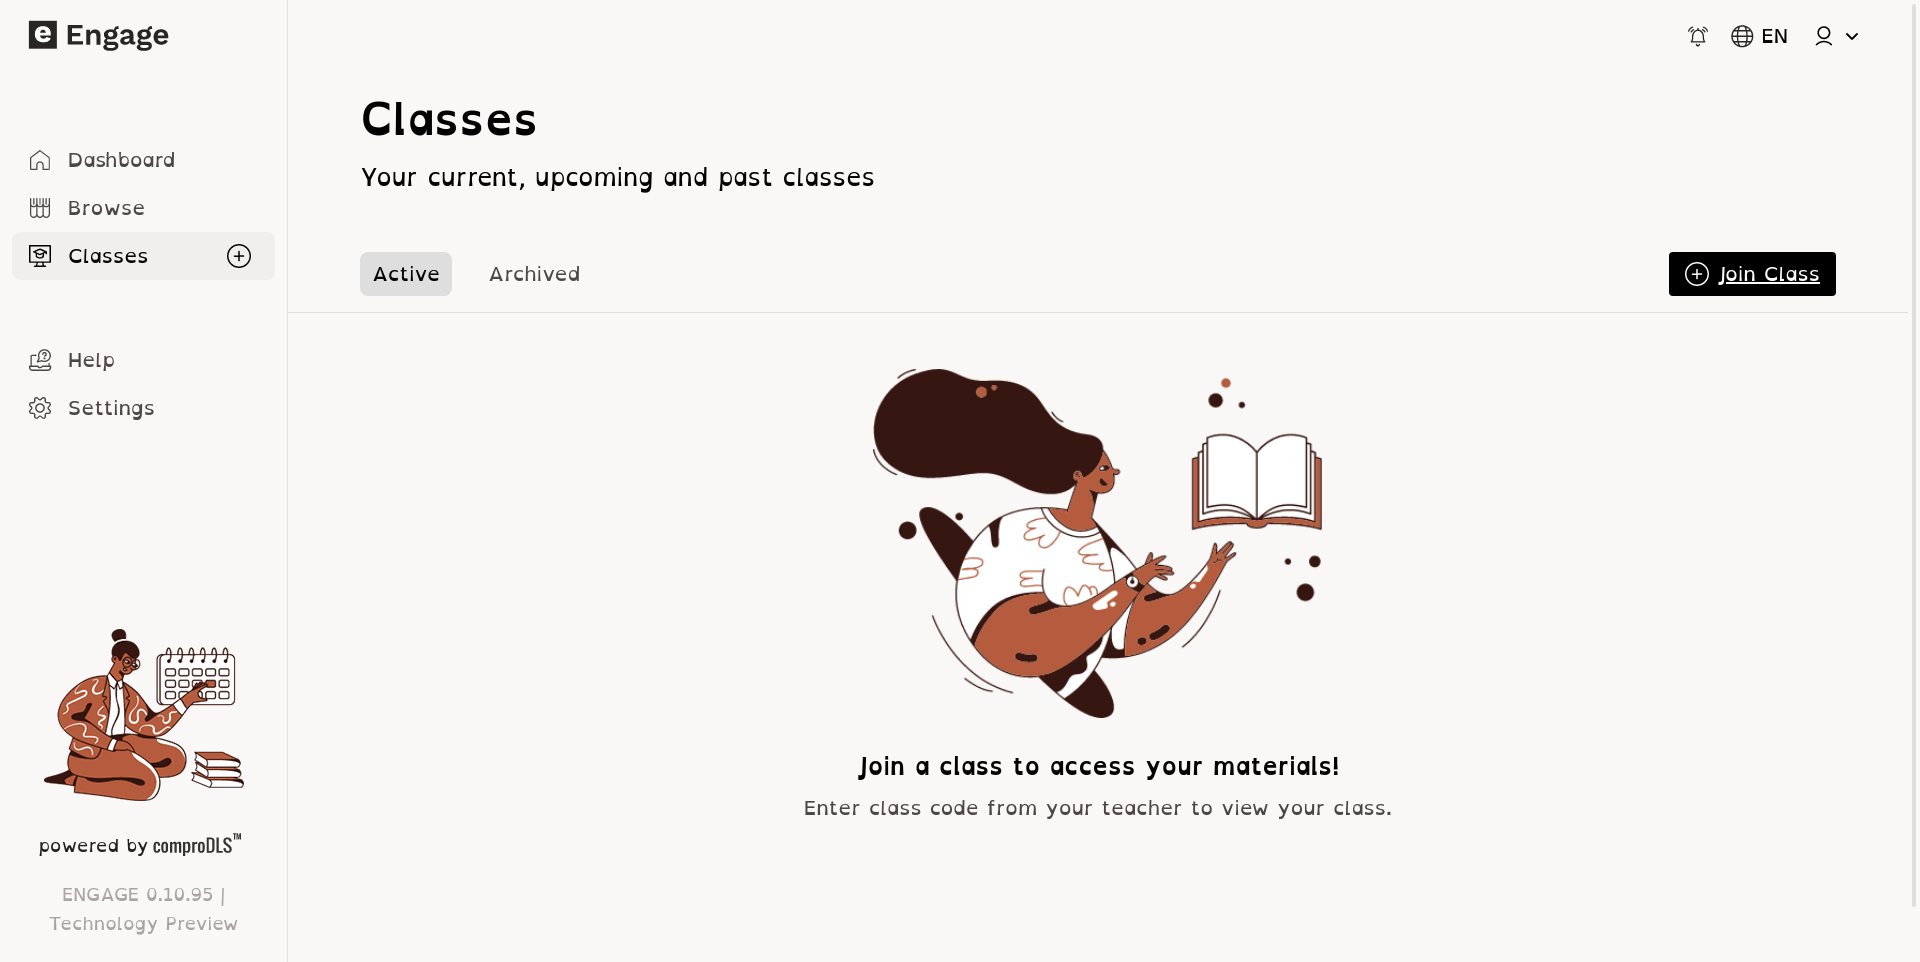 e Engage
EN
Classes
Your current, upcoming and past classes
Dashboard
Browse
Classes
Active
Archived
Join Class
Help
Settings
Join a class to access your materials!
Enter class code from your teacher to view your class.
powered by comproDLS™
ENGAGE 0.10.95 |
Technology Preview